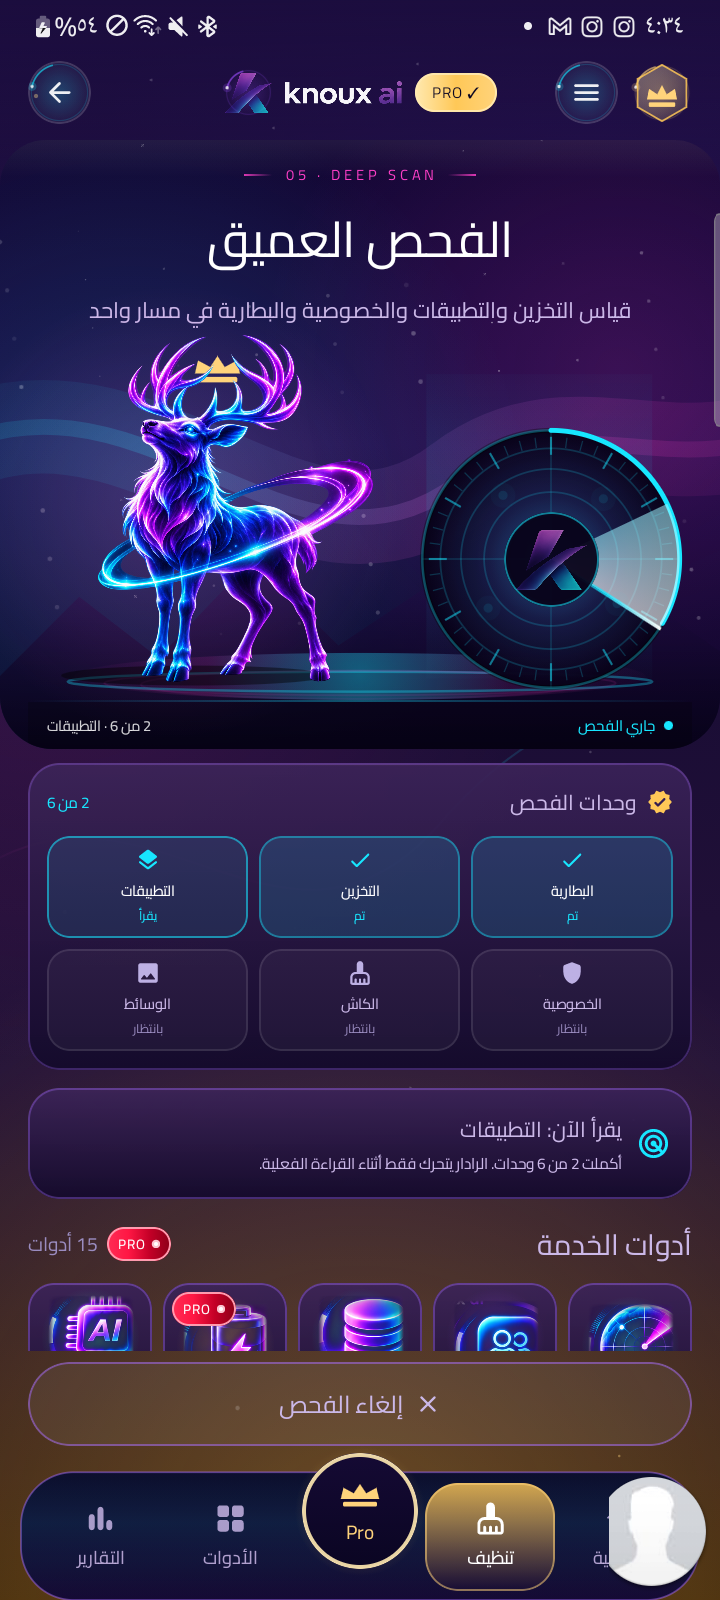 %٥٤
٤:٣٤
knoux ai
PRO ✓
05 · DEEP SCAN
الفحص العميق
قياس التخزين والتطبيقات والخصوصية والبطارية في مسار واحد
جاري الفحص
2 من 6 · التطبيقات
وحدات الفحص
2 من 6
البطارية
تم
التخزين
تم
التطبيقات
يقرأ
الخصوصية
بانتظار
الكاش
بانتظار
الوسائط
بانتظار
يقرأ الآن: التطبيقات
أكملت 2 من 6 وحدات. الرادار يتحرك فقط أثناء القراءة الفعلية.
أدوات الخدمة
PRO
15 أدوات
PRO
AI
إلغاء الفحص
تنظيف
Pro
الأدوات
التقارير